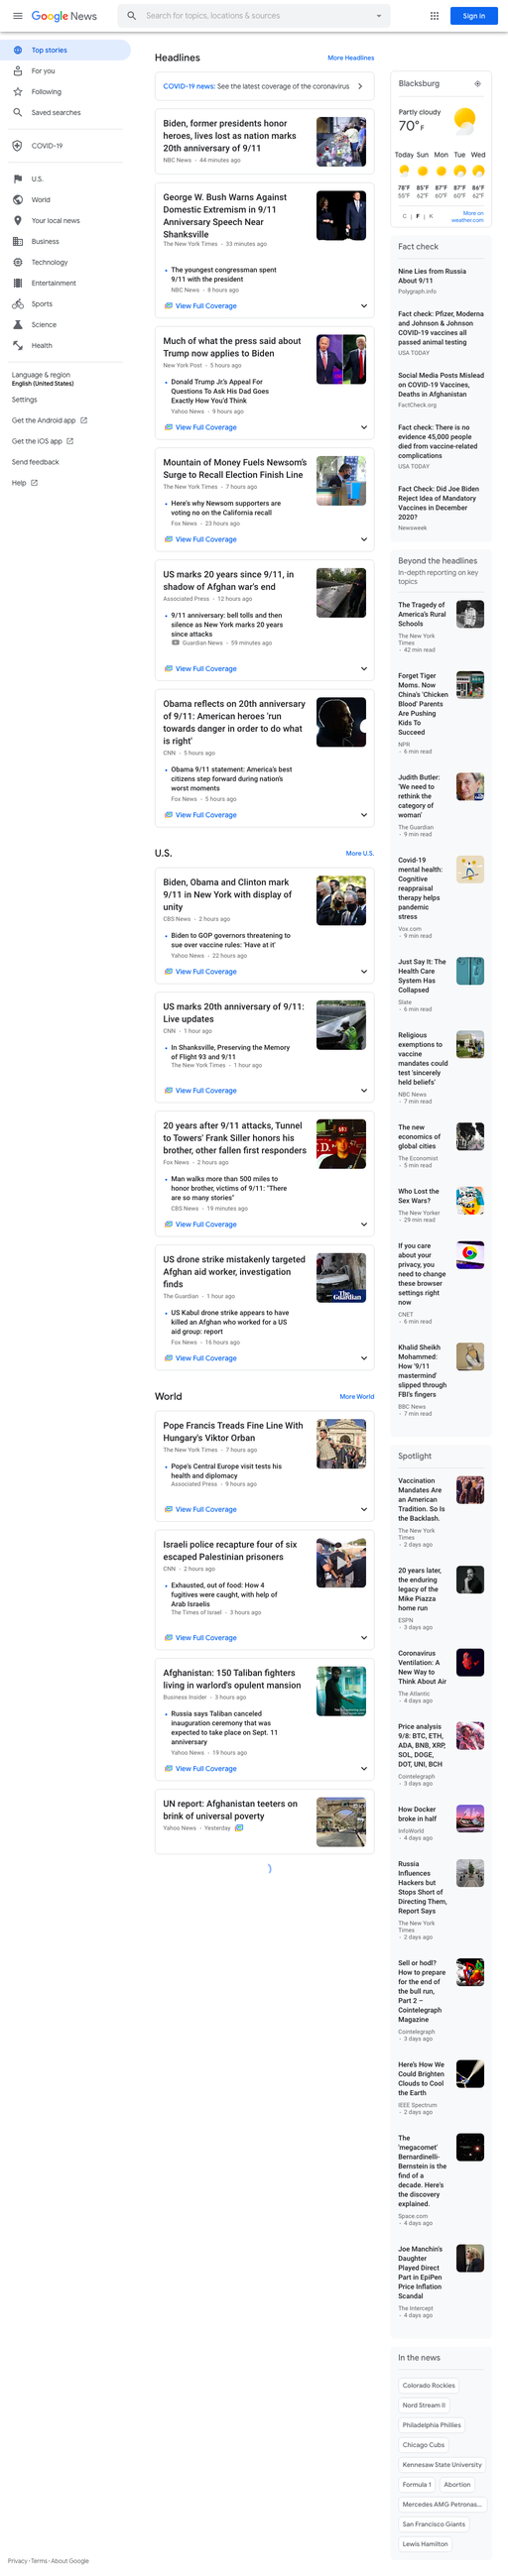 Google News
Search for topics, locations & sources
Sign in
Top stories
For you
Following
Saved searches
COVID-19
U.S.
World
Your local news
Business
Technology
Entertainment
Sports
Science
Health
Language & region
English (United States)
Settings
Get the Android app
Get the iOS app
Send feedback
Help
Headlines
More Headlines
COVID-19 news: See the latest coverage of the coronavirus
Biden, former presidents honor
heroes, lives lost as nation marks
20th anniversary of 9/11
NBC News · 44 minutes ago
George W. Bush Warns Against
Domestic Extremism in 9/11
Anniversary Speech Near
Shanksville
The New York Times · 33 minutes ago
The youngest congressman spent
9/11 with the president
NBC News · 8 hours ago
View Full Coverage
Much of what the press said about
Trump now applies to Biden
New York Post · 5 hours ago
Donald Trump Jr.'s Appeal For
Questions To Ask His Dad Goes
Exactly How You'd Think
Yahoo News · 9 hours ago
View Full Coverage
Mountain of Money Fuels Newsom's
Surge to Recall Election Finish Line
The New York Times · 7 hours ago
Here's why Newsom supporters are
voting no on the California recall
Fox News · 23 hours ago
View Full Coverage
US marks 20 years since 9/11, in
shadow of Afghan war's end
Associated Press · 12 hours ago
9/11 anniversary: bell tolls and then
silence as New York marks 20 years
since attacks
Guardian News · 59 minutes ago
View Full Coverage
Obama reflects on 20th anniversary
of 9/11: American heroes 'run
towards danger in order to do what
is right'
CNN · 5 hours ago
Obama 9/11 statement: America's best
citizens step forward during nation's
worst moments
Fox News · 5 hours ago
View Full Coverage
U.S.
More U.S.
Biden, Obama and Clinton mark
9/11 in New York with display of
unity
CBS News · 2 hours ago
Biden to GOP governors threatening to
sue over vaccine rules: 'Have at it'
Yahoo News · 22 hours ago
View Full Coverage
US marks 20th anniversary of 9/11:
Live updates
CNN · 1 hour ago
In Shanksville, Preserving the Memory
of Flight 93 and 9/11
The New York Times · 1 hour ago
View Full Coverage
20 years after 9/11 attacks, Tunnel
to Towers' Frank Siller honors his
brother, other fallen first responders
Fox News · 2 hours ago
Man walks more than 500 miles to
honor brother, victims of 9/11: "There
are so many stories"
CBS News · 19 minutes ago
View Full Coverage
US drone strike mistakenly targeted
Afghan aid worker, investigation
finds
The Guardian · 1 hour ago
The Guardian
US Kabul drone strike appears to have
killed an Afghan who worked for a US
aid group: report
Fox News · 16 hours ago
View Full Coverage
World
More World
Pope Francis Treads Fine Line With
Hungary's Viktor Orban
The New York Times · 7 hours ago
Pope's Central Europe visit tests his
health and diplomacy
Associated Press · 9 hours ago
View Full Coverage
Israeli police recapture four of six
escaped Palestinian prisoners
CNN · 2 hours ago
Exhausted, out of food: How 4
fugitives were caught, with help of
Arab Israelis
The Times of Israel · 3 hours ago
View Full Coverage
Afghanistan: 150 Taliban fighters
living in warlord's opulent mansion
Business Insider · 3 hours ago
Russia says Taliban canceled
inauguration ceremony that was
expected to take place on Sept. 11
anniversary
Yahoo News · 19 hours ago
View Full Coverage
UN report: Afghanistan teeters on
brink of universal poverty
Yahoo News · Yesterday
Blacksburg
Partly cloudy
70° F
Today Sun Mon Tue Wed
78°F 85°F 87°F 87°F 86°F
55°F 62°F 60°F 60°F 62°F
C | F | K
More on
weather.com
Fact check
Nine Lies from Russia
About 9/11
Polygraph.info
Fact check: Pfizer, Moderna
and Johnson & Johnson
COVID-19 vaccines all
passed animal testing
USA TODAY
Social Media Posts Mislead
on COVID-19 Vaccines,
Deaths in Afghanistan
FactCheck.org
Fact check: There is no
evidence 45,000 people
died from vaccine-related
complications
USA TODAY
Fact Check: Did Joe Biden
Reject Idea of Mandatory
Vaccines in December
2020?
Newsweek
Beyond the headlines
In-depth reporting on key
topics
The Tragedy of
America's Rural
Schools
The New York
Times
· 42 min read
Forget Tiger
Moms. Now
China's 'Chicken
Blood' Parents
Are Pushing
Kids To
Succeed
NPR
· 6 min read
Judith Butler:
'We need to
rethink the
category of
woman'
The Guardian
· 9 min read
Covid-19
mental health:
Cognitive
reappraisal
therapy helps
pandemic
stress
Vox.com
· 9 min read
Just Say It: The
Health Care
System Has
Collapsed
Slate
· 6 min read
Religious
exemptions to
vaccine
mandates could
test 'sincerely
held beliefs'
NBC News
· 7 min read
The new
economics of
global cities
The Economist
· 5 min read
Who Lost the
Sex Wars?
The New Yorker
· 29 min read
If you care
about your
privacy, you
need to change
these browser
settings right
now
CNET
· 6 min read
Khalid Sheikh
Mohammed:
How '9/11
mastermind'
slipped through
FBI's fingers
BBC News
· 7 min read
Spotlight
Vaccination
Mandates Are
an American
Tradition. So Is
the Backlash.
The New York
Times
· 2 days ago
20 years later,
the enduring
legacy of the
Mike Piazza
home run
ESPN
· 3 days ago
Coronavirus
Ventilation: A
New Way to
Think About Air
The Atlantic
· 4 days ago
Price analysis
9/8: BTC, ETH,
ADA, BNB, XRP,
SOL, DOGE,
DOT, UNI, BCH
Cointelegraph
· 3 days ago
How Docker
broke in half
InfoWorld
· 4 days ago
Russia
Influences
Hackers but
Stops Short of
Directing Them,
Report Says
The New York
Times
· 2 days ago
Sell or hodl?
How to prepare
for the end of
the bull run,
Part 2 –
Cointelegraph
Magazine
Cointelegraph
· 3 days ago
Here's How We
Could Brighten
Clouds to Cool
the Earth
IEEE Spectrum
· 2 days ago
The
'megacomet'
Bernardinelli-
Bernstein is the
find of a
decade. Here's
the discovery
explained.
Space.com
· 4 days ago
Joe Manchin's
Daughter
Played Direct
Part in EpiPen
Price Inflation
Scandal
The Intercept
· 4 days ago
In the news
Colorado Rockies
Nord Stream II
Philadelphia Phillies
Chicago Cubs
Kennesaw State University
Formula 1
Abortion
Mercedes AMG Petronas...
San Francisco Giants
Lewis Hamilton
Privacy · Terms · About Google